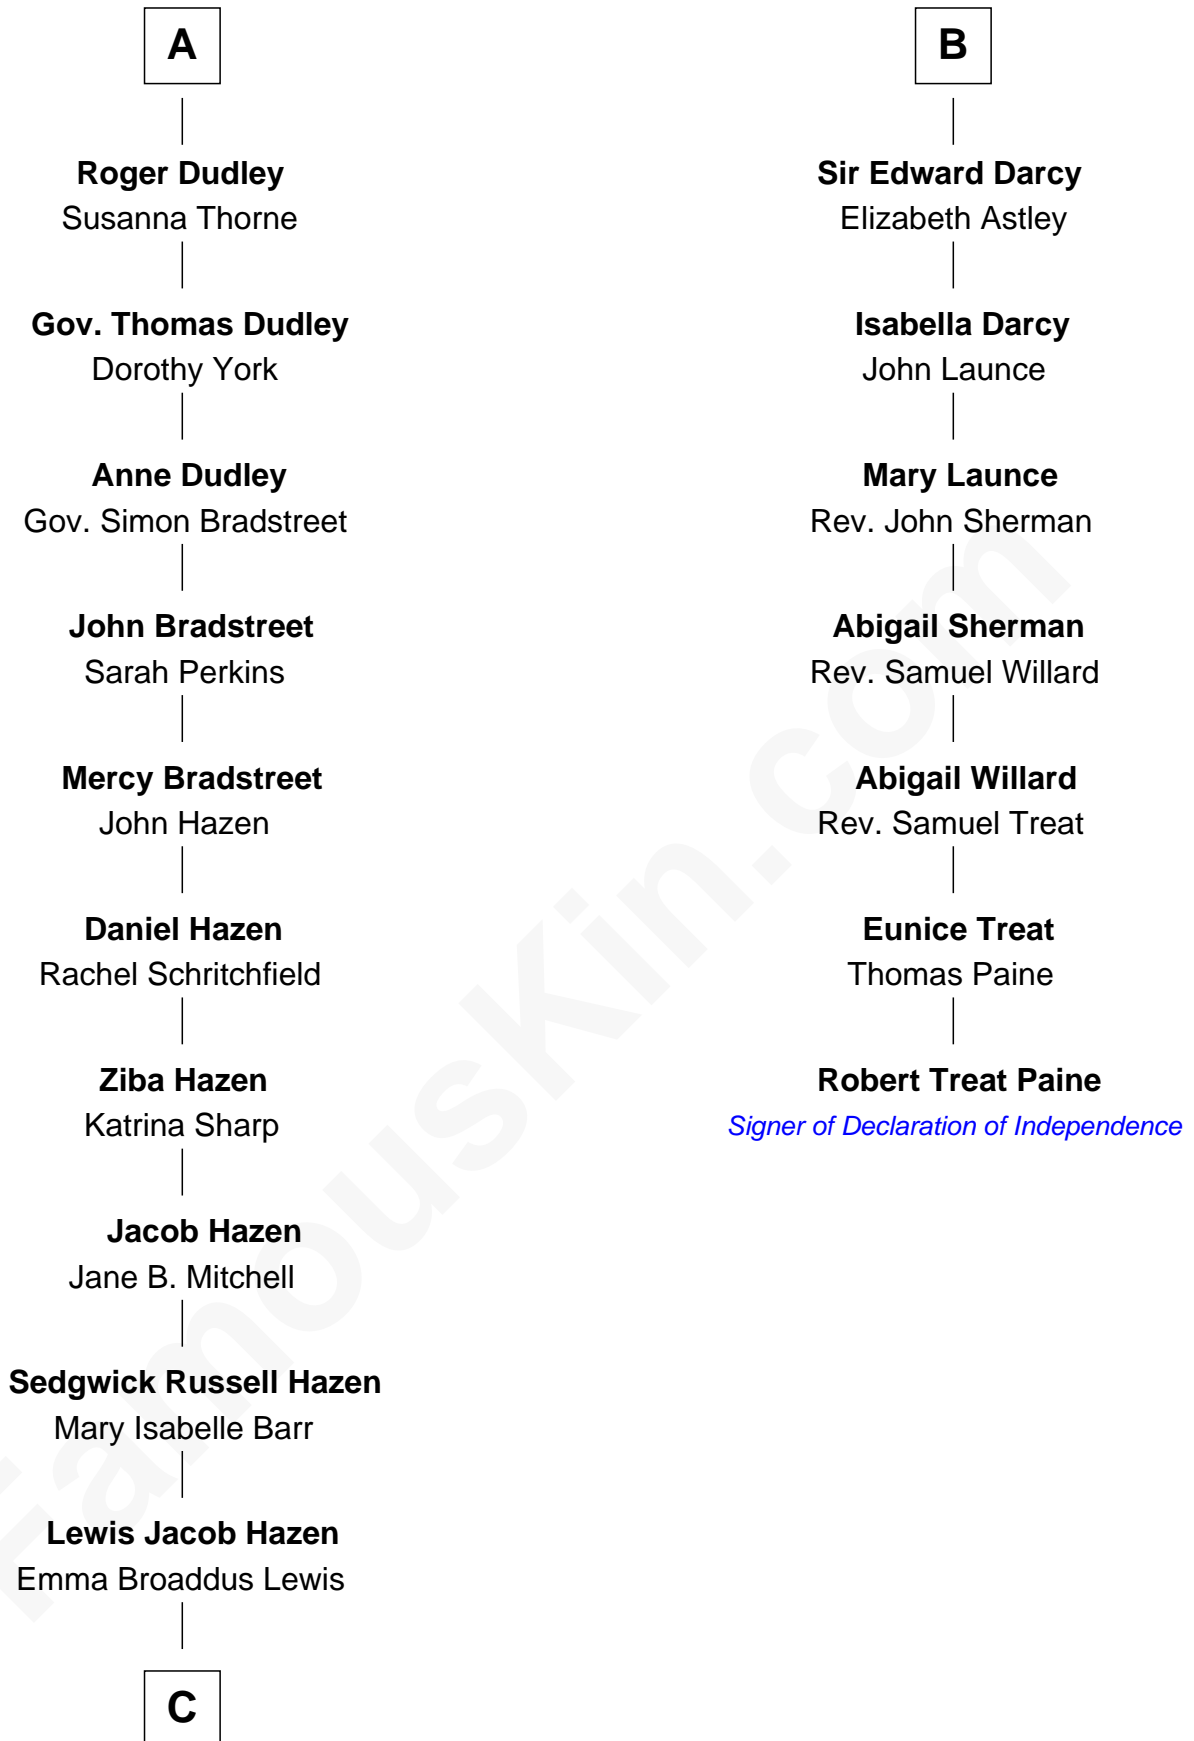 A
Roger Dudley
Susanna Thorne
Gov. Thomas Dudley
Dorothy York
Anne Dudley
Gov. Simon Bradstreet
John Bradstreet
Sarah Perkins
Mercy Bradstreet
John Hazen
Daniel Hazen
Rachel Schritchfield
Ziba Hazen
Katrina Sharp
Jacob Hazen
Jane B. Mitchell
Sedgwick Russell Hazen
Mary Isabelle Barr
Lewis Jacob Hazen
Emma Broaddus Lewis
C
B
Sir Edward Darcy
Elizabeth Astley
Isabella Darcy
John Launce
Mary Launce
Rev. John Sherman
Abigail Sherman
Rev. Samuel Willard
Abigail Willard
Rev. Samuel Treat
Eunice Treat
Thomas Paine
Robert Treat Paine
Signer of Declaration of Independence
FamousKin.com